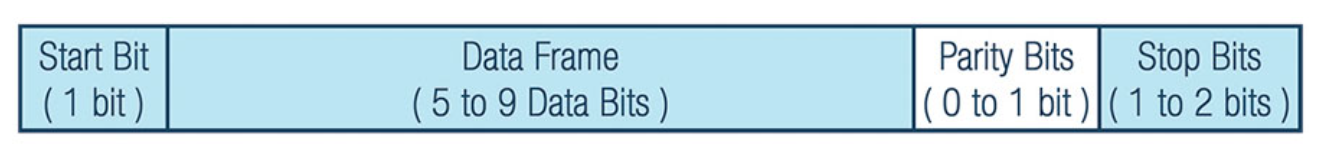 Start Bit
( 1 bit )
Data Frame
( 5 to 9 Data Bits )
Parity Bits
( 0 to 1 bit )
Stop Bits
( 1 to 2 bits )